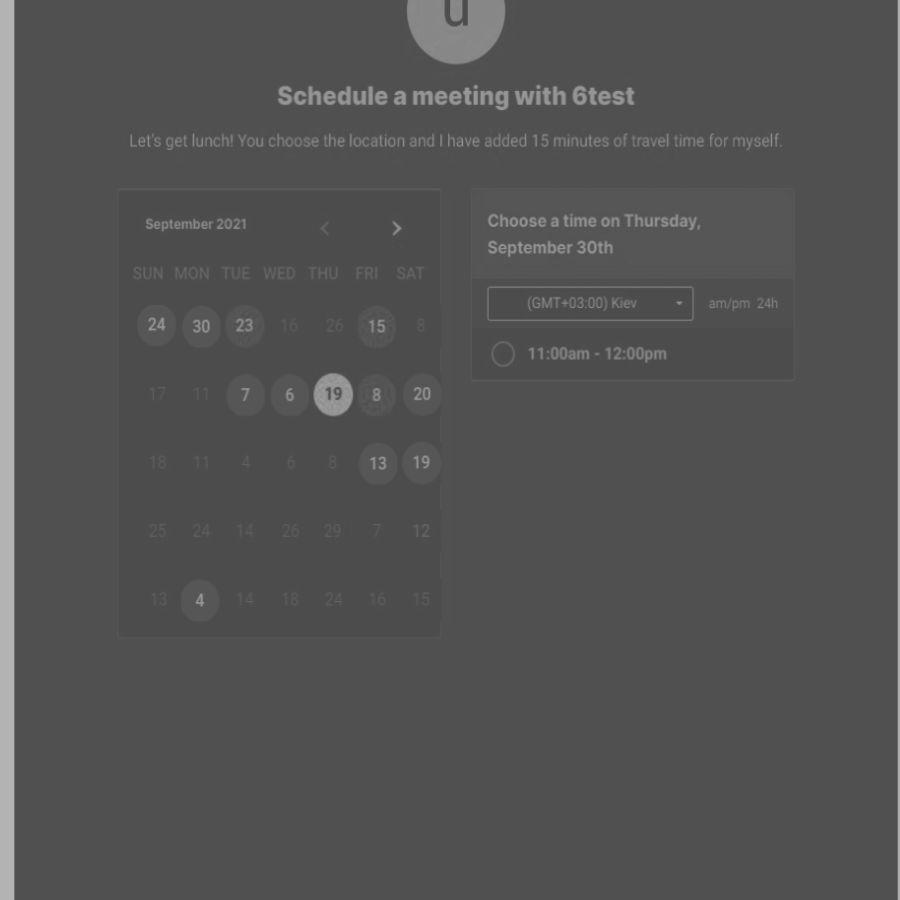 u
Schedule a meeting with 6test
Let's get lunch! You choose the location and I have added 15 minutes of travel time for myself.
September 2021
SUN MON TUE WED THU FRI SAT
24 30 23 16 26 15 8
17 11 7 6 19 8 20
18 11 4 6 8 13 19
25 24 14 26 29 7 12
13 4 14 18 24 16 15
Choose a time on Thursday,
September 30th
(GMT+03:00) Kiev am/pm 24h
11:00am - 12:00pm